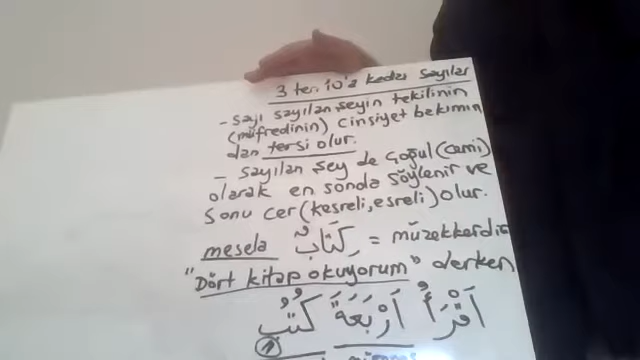 3 ten 10'a kadar sayılar
- Sayı sayılan şeyin tekilinin
(müfredinin) cinsiyet bakımın
dan tersi olur.
- Sayılan şey de çoğul (cemi)
olarak en sonda söylenir ve
Sonu cer (kesreli, esreli) olur.
mesela كِتَابٌ = müzekkerdir
"Dört kitap okuyorum" derken
اَقْرَأُ اَرْبَعَةَ كُتُبٍ